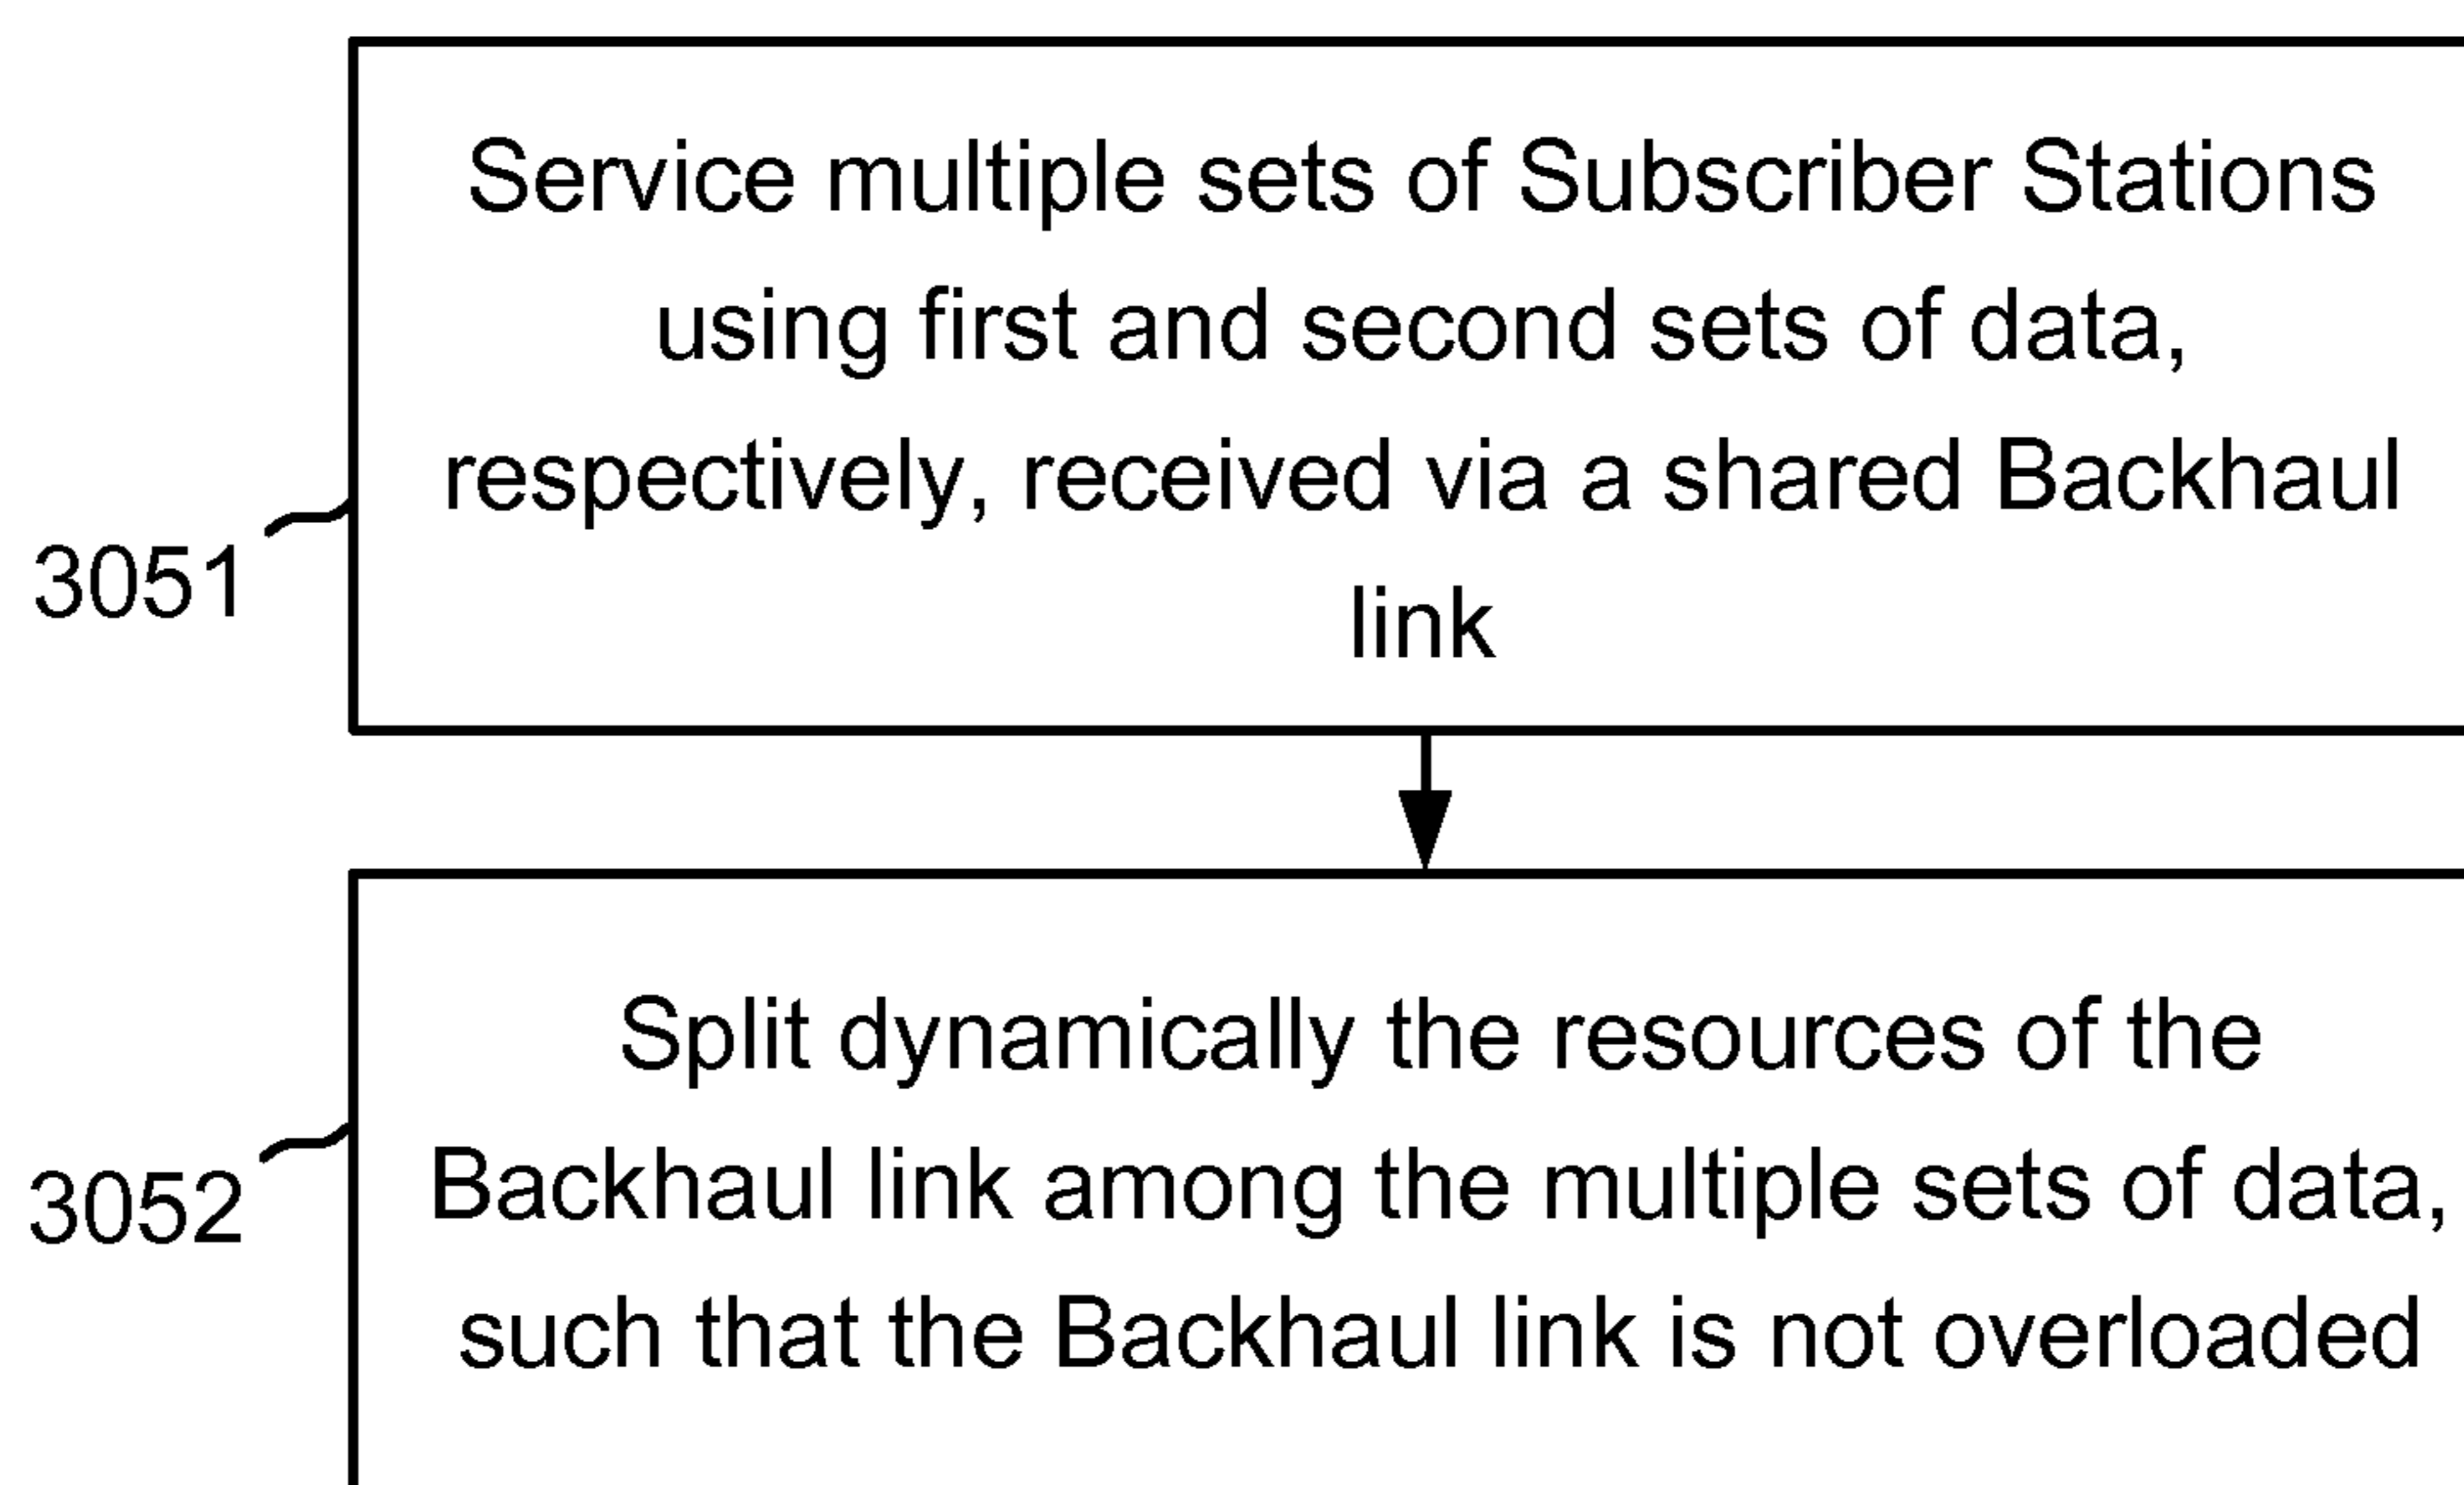 Service multiple sets of Subscriber Stations
using first and second sets of data,
respectively, received via a shared Backhaul
link
3051
Split dynamically the resources of the
Backhaul link among the multiple sets of data,
such that the Backhaul link is not overloaded
3052